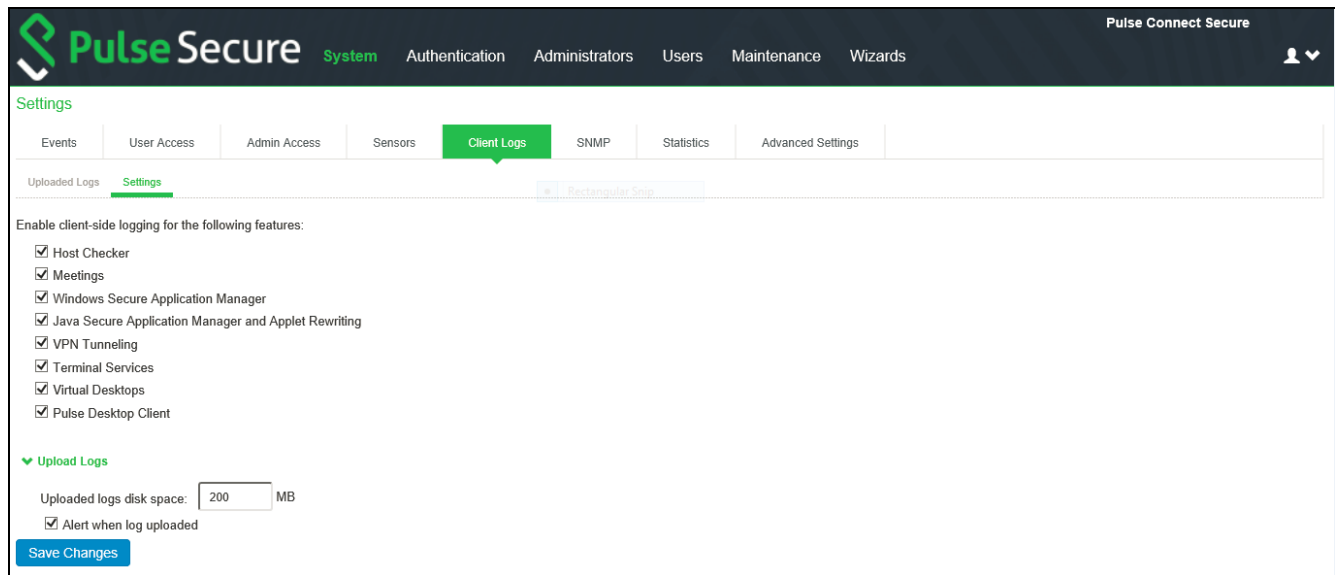 Pulse Connect Secure
Pulse Secure System Authentication Administrators Users Maintenance Wizards
Settings
Events User Access Admin Access Sensors Client Logs SNMP Statistics Advanced Settings
Uploaded Logs Settings
Rectangular Snip
Enable client-side logging for the following features:
Host Checker
Meetings
Windows Secure Application Manager
Java Secure Application Manager and Applet Rewriting
VPN Tunneling
Terminal Services
Virtual Desktops
Pulse Desktop Client
Upload Logs
Uploaded logs disk space: 200 MB
Alert when log uploaded
Save Changes